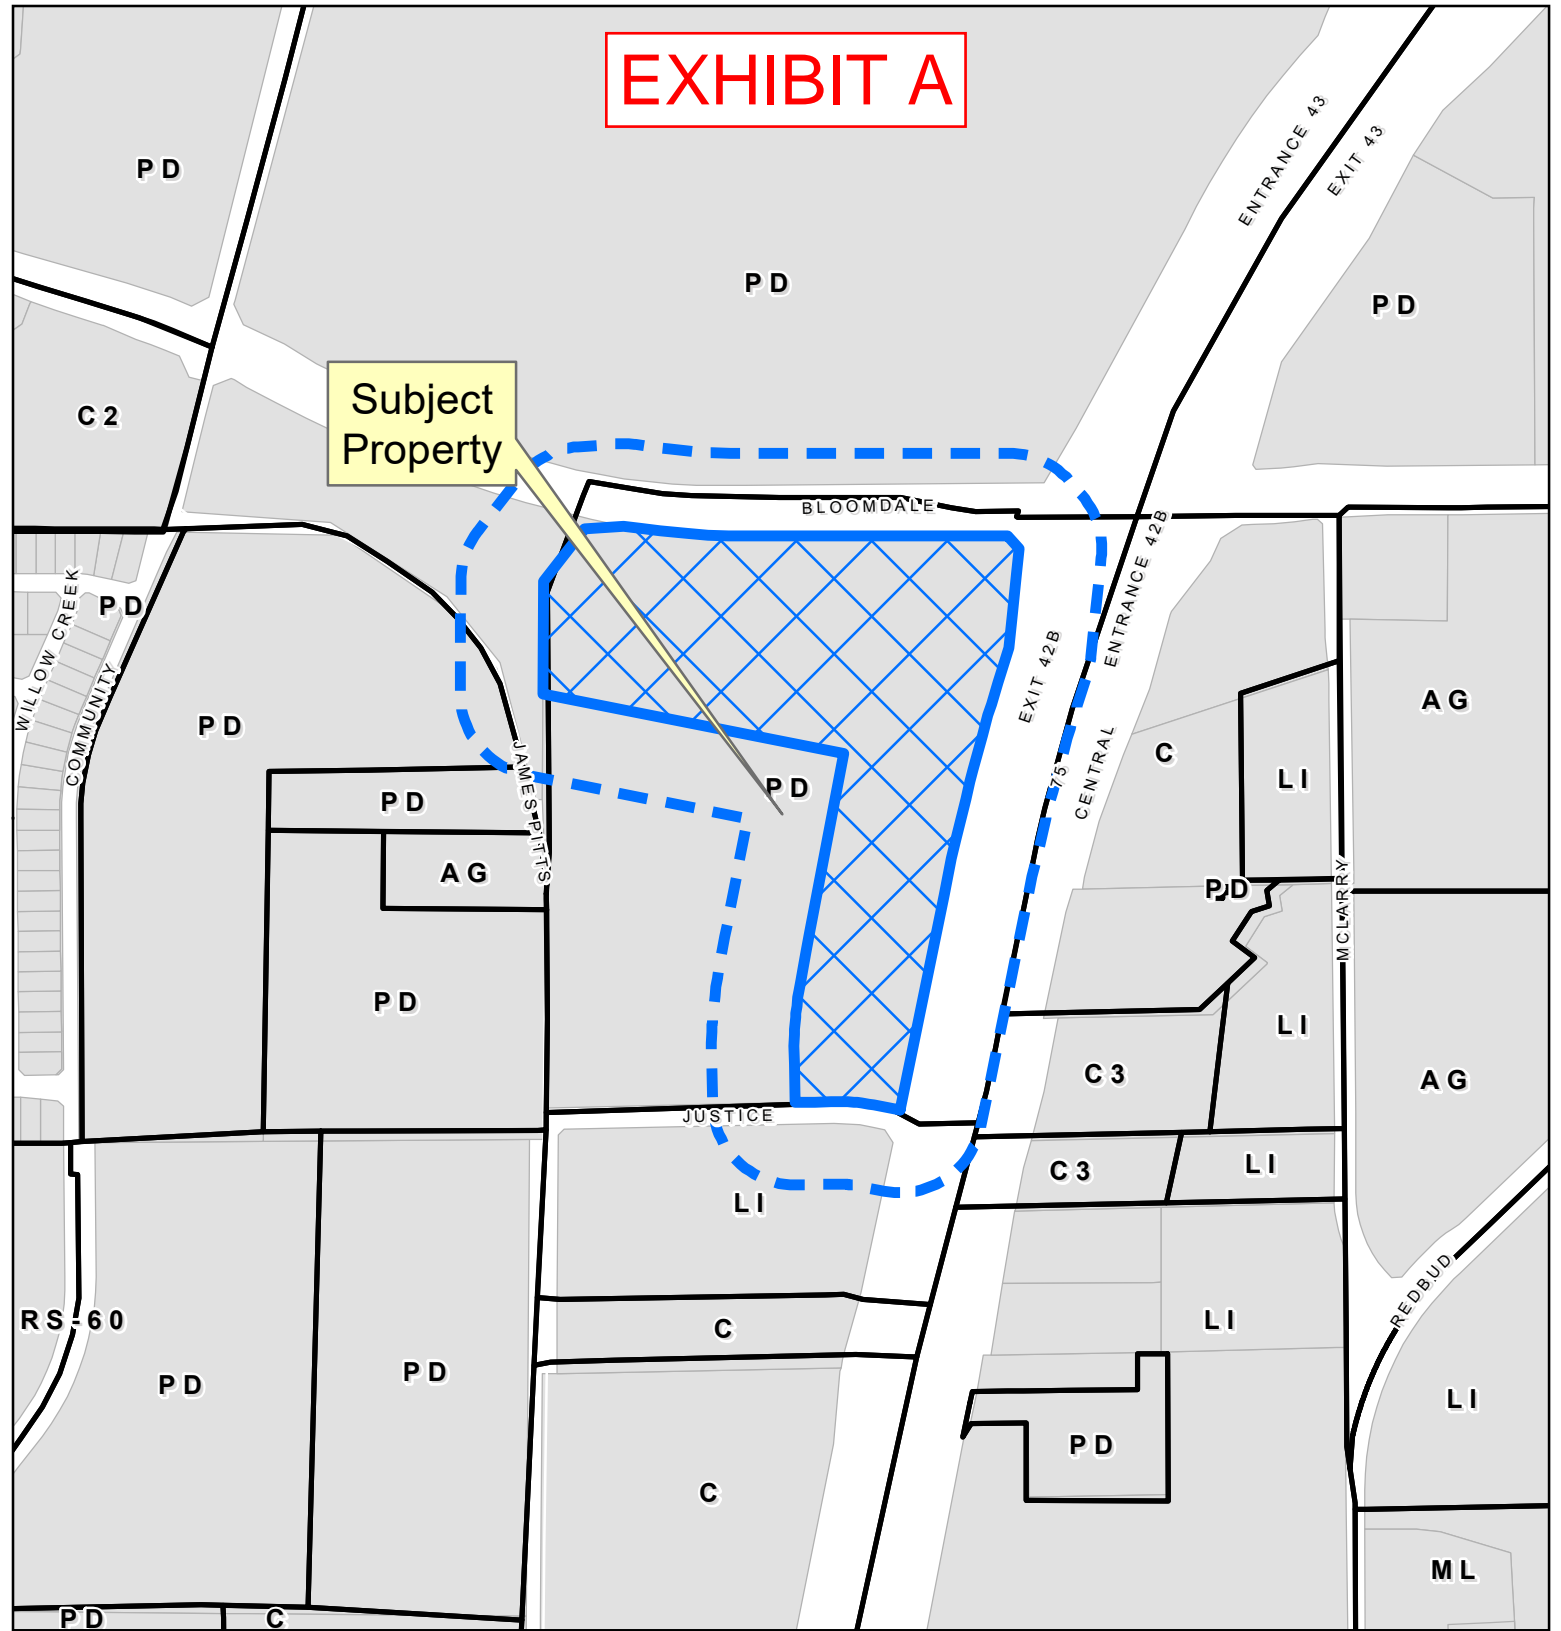 EXHIBIT A
ENTRANCE 43
EXIT 43
PD
PD
PD
Subject
Property
C2
BLOOMDALE
ENTRANCE 42B
WILLOW CREEK
PD
COMMUNITY
EXIT 42B
AG
PD
JAMES PITTS
CENTRAL
75
C
LI
PD
PD
AG
PD
MCLARRY
PD
LI
C3
AG
JUSTICE
C3
LI
LI
REDBUD
RS-60
C
LI
PD
PD
LI
PD
C
ML
PD
C